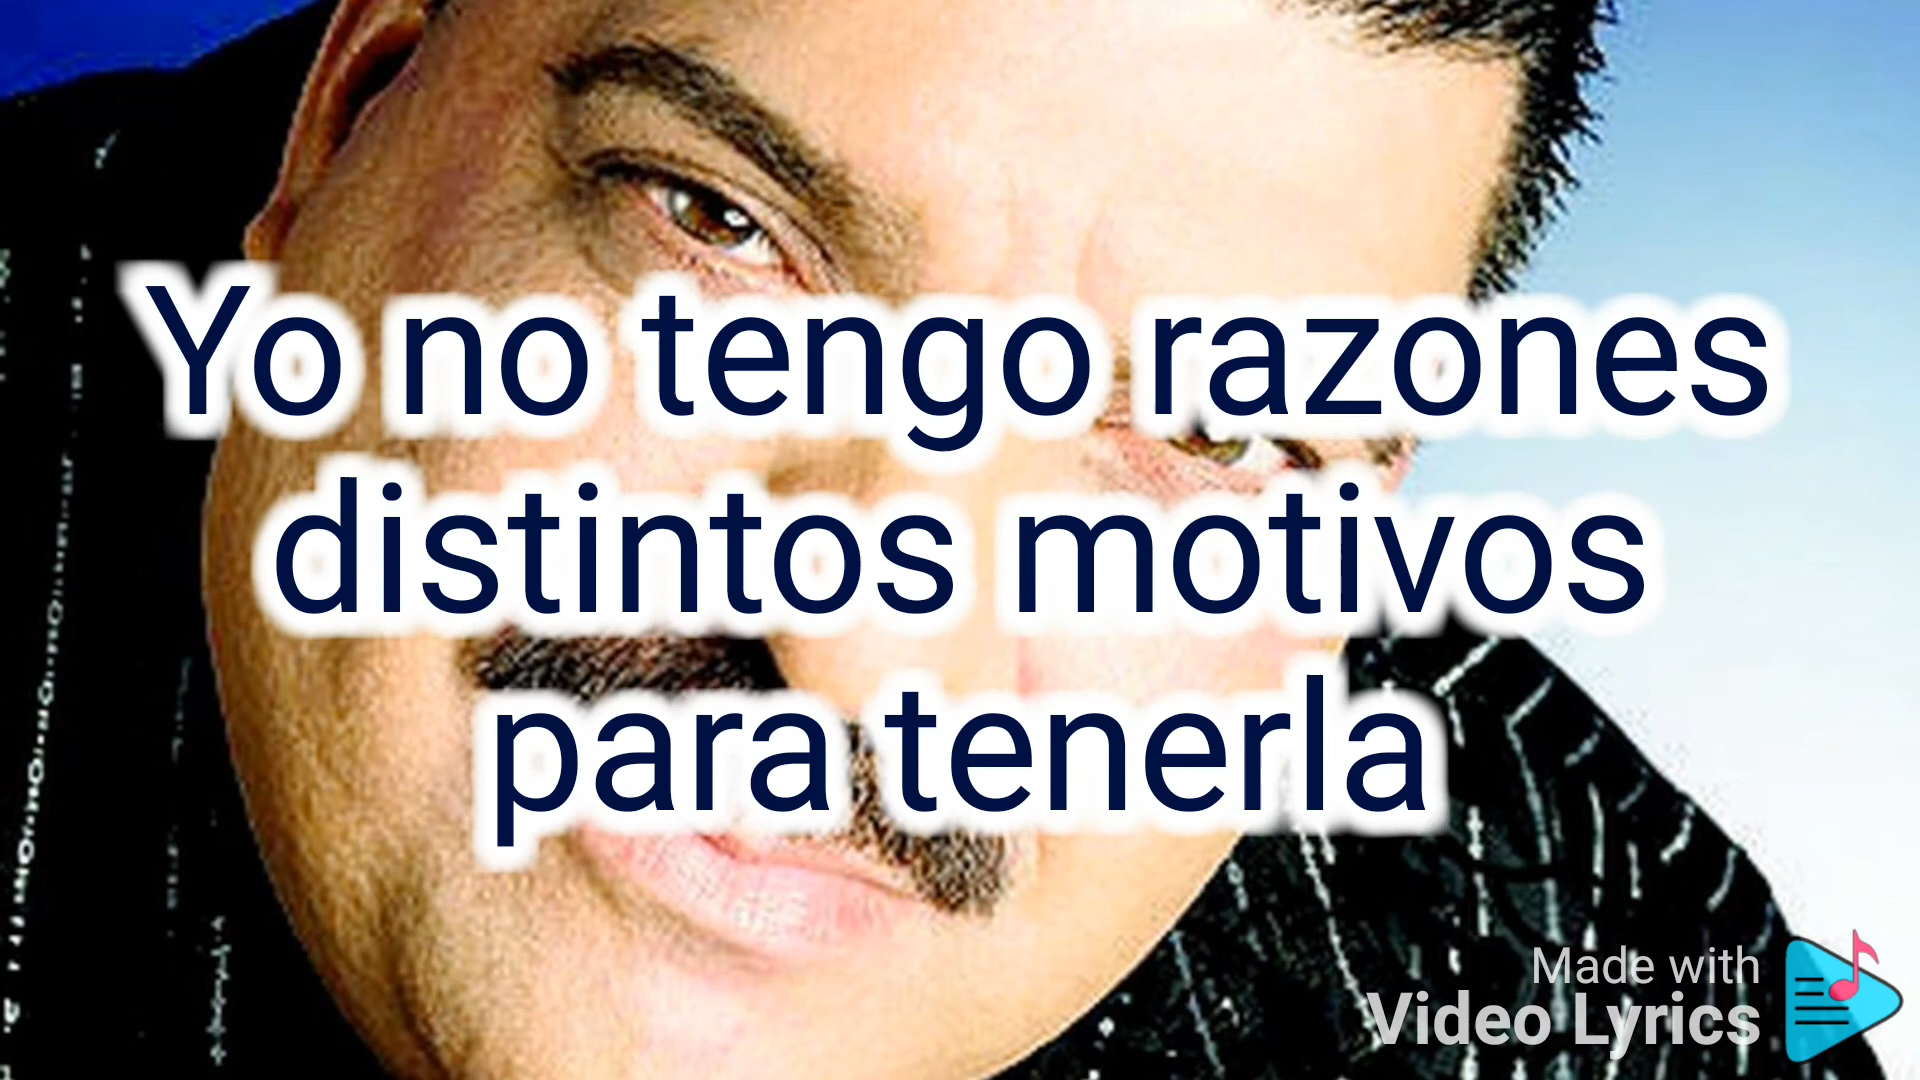 Yo no tengo razones
distintos motivos
para tenerla
Made with
Video Lyrics